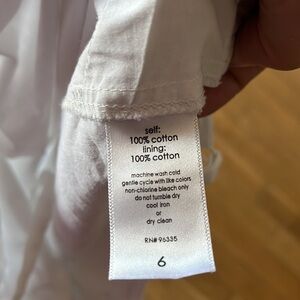 self:
100% cotton
lining:
100% cotton
machine wash cold
gentle cycle with like colors
non-chlorine bleach only
do not tumble dry
cool iron
or
dry clean
RN# 96335
6